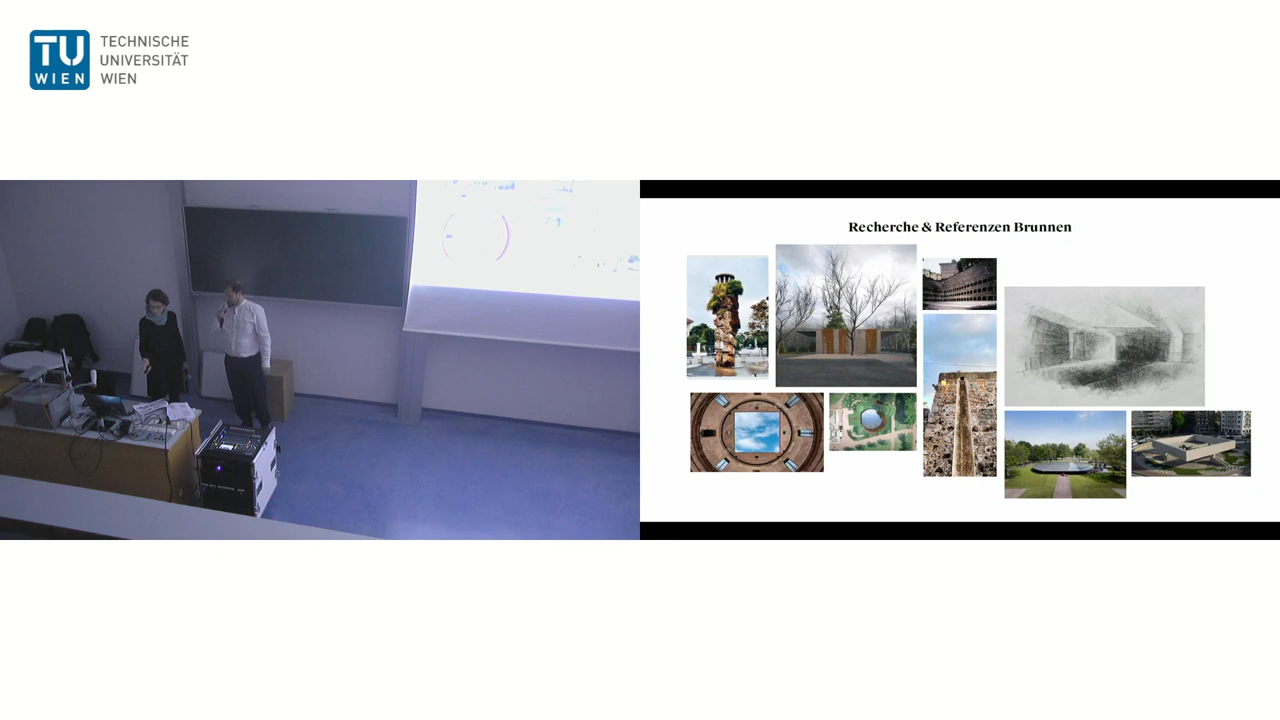 TU
WIEN
TECHNISCHE
UNIVERSITÄT
WIEN
Recherche & Referenzen Brunnen